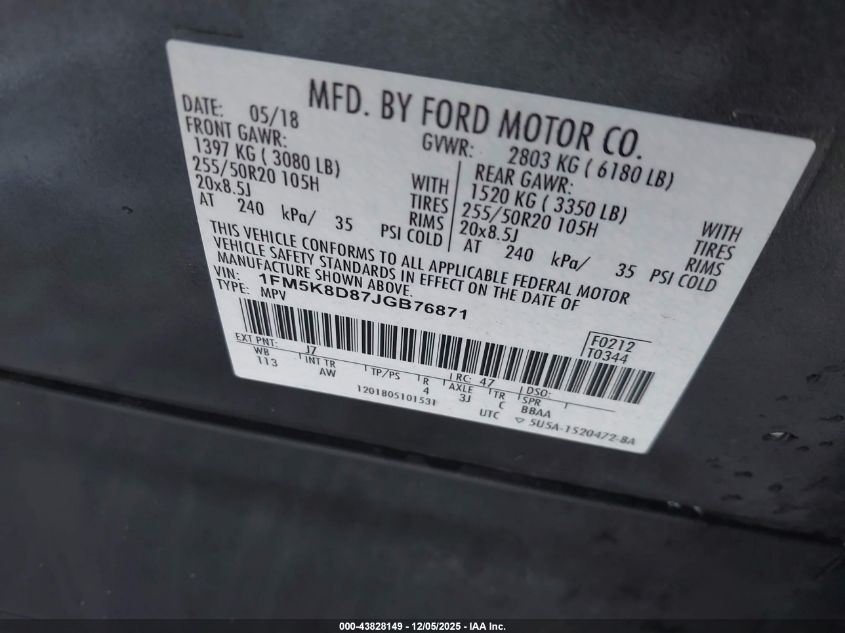 MFD. BY FORD MOTOR CO.
DATE: 05/18 GVWR: 2803 KG ( 6180 LB)
FRONT GAWR: REAR GAWR:
1397 KG ( 3080 LB) WITH 1520 KG ( 3350 LB) WITH
255/50R20 105H TIRES 255/50R20 105H TIRES
20x8.5J RIMS 20x8.5J RIMS
AT 240 kPa/ 35 PSI COLD AT 240 kPa/ 35 PSI COLD
THIS VEHICLE CONFORMS TO ALL APPLICABLE FEDERAL MOTOR
VEHICLE SAFETY STANDARDS IN EFFECT ON THE DATE OF
MANUFACTURE SHOWN ABOVE.
VIN: 1FM5K8D87JGB76871
TYPE: MPV
F0212
T0344
EXT PNT: J7 RC: 47 DSO:
WB INT TR TP/PS R AXLE TR SPR
113 AW 4 3J C BBAA
1201805101531 UTC ▽ 5U5A-1520472-BA
000-43828149 - 12/05/2025 - IAA Inc.